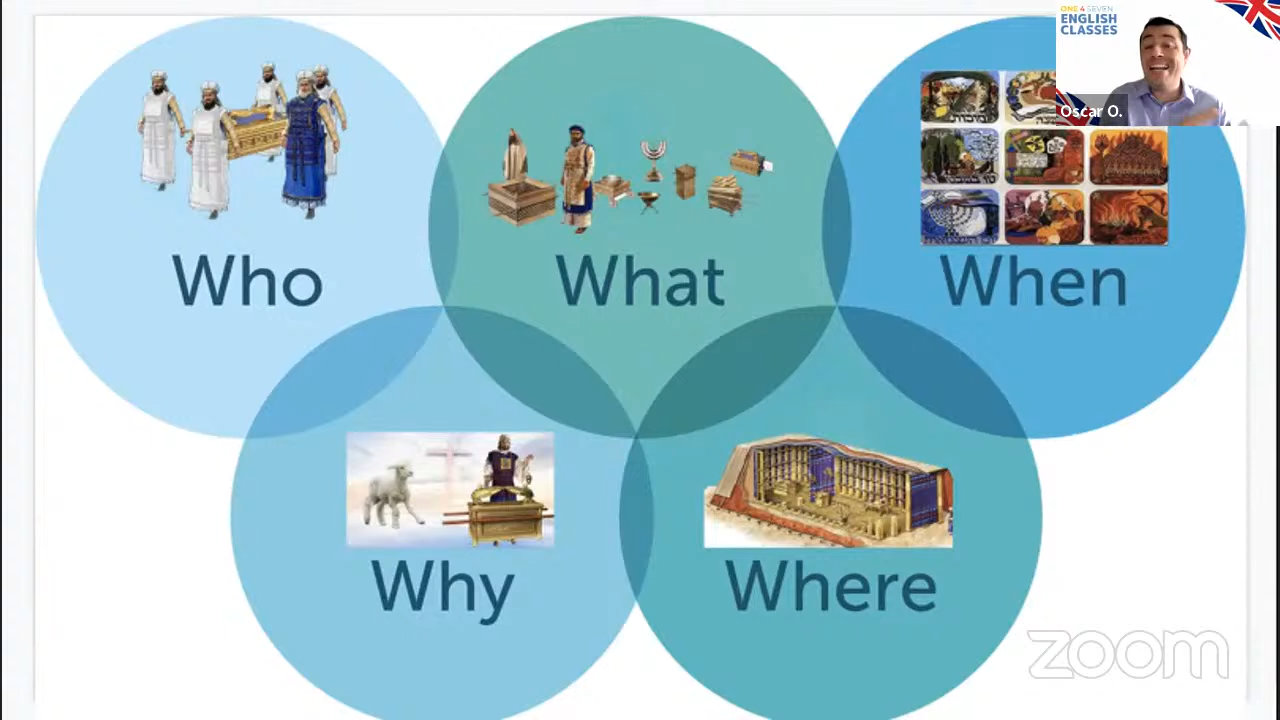 ONE 4 SEVEN
ENGLISH
CLASSES
Oscar O.
Who
What
When
Why
Where
zoom